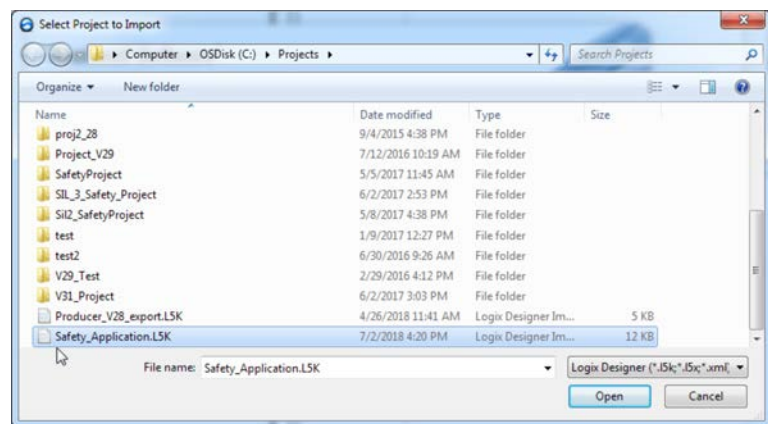 Select Project to Import
Computer ▸ OSDisk (C:) ▸ Projects ▸ Search Projects
Organize New folder
Name Date modified Type Size
proj2_28 9/4/2015 4:38 PM File folder
Project_V29 7/12/2016 10:19 AM File folder
SafetyProject 5/5/2017 11:45 AM File folder
SIL_3_Safety_Project 6/2/2017 2:53 PM File folder
Sil2_SafetyProject 5/8/2017 4:38 PM File folder
test 1/9/2017 12:27 PM File folder
test2 6/30/2016 9:26 AM File folder
V29_Test 2/29/2016 4:12 PM File folder
V31_Project 6/2/2017 3:03 PM File folder
Producer_V28_export.L5K 4/26/2018 11:41 AM Logix Designer Im... 5 KB
Safety_Application.L5K 7/2/2018 4:20 PM Logix Designer Im... 12 KB
File name: Safety_Application.L5K Logix Designer (*.l5k;*.l5x;*.xml;
Open Cancel